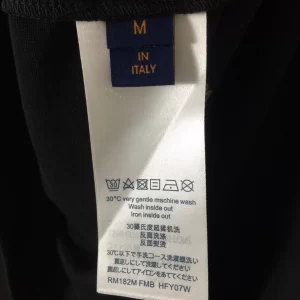 M
IN
ITALY
30°C very gentle machine wash
Wash inside out
Iron inside out
30攝氏度超柔机洗
反面洗涤
反面熨烫
30℃以下で手洗コース洗濯機洗い
裏返しにして洗濯してください
裏返しにしてアイロンをあててください
RM182M FMB HFY07W